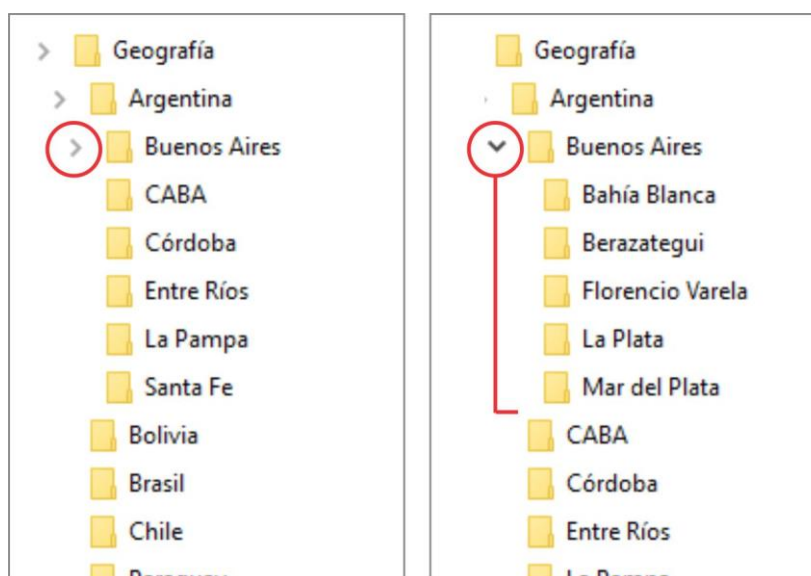 Geografía
Argentina
Buenos Aires
CABA
Córdoba
Entre Ríos
La Pampa
Santa Fe
Bolivia
Brasil
Chile
Geografía
Argentina
Buenos Aires
Bahía Blanca
Berazategui
Florencio Varela
La Plata
Mar del Plata
CABA
Córdoba
Entre Ríos